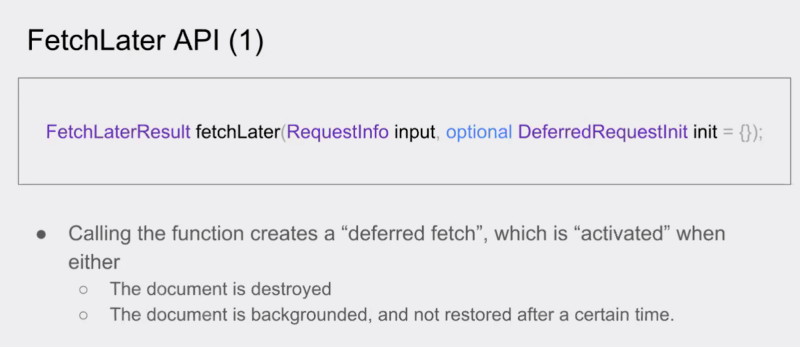 FetchLater API (1)
FetchLaterResult fetchLater(RequestInfo input, optional DeferredRequestInit init = {});
● Calling the function creates a “deferred fetch”, which is “activated” when
either
○ The document is destroyed
○ The document is backgrounded, and not restored after a certain time.